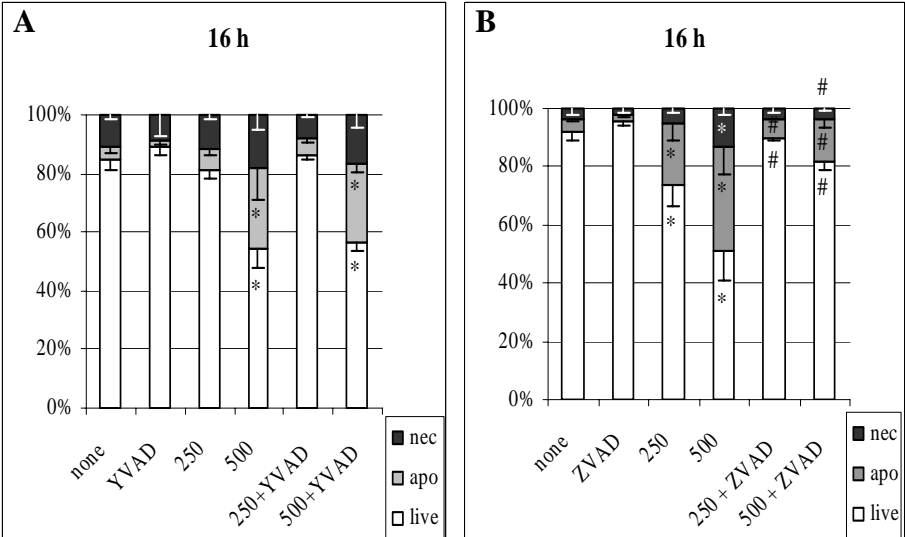 A
16 h
100%
80%
60%
40%
20%
0%
*
*
*
*
none
YVAD
250
500
250+YVAD
500+YVAD
nec
apo
live
B
16 h
#
100%
80%
60%
40%
20%
0%
*
*
*
*
*
#
#
#
#
none
ZVAD
250
500
250 + ZVAD
500 + ZVAD
nec
apo
live